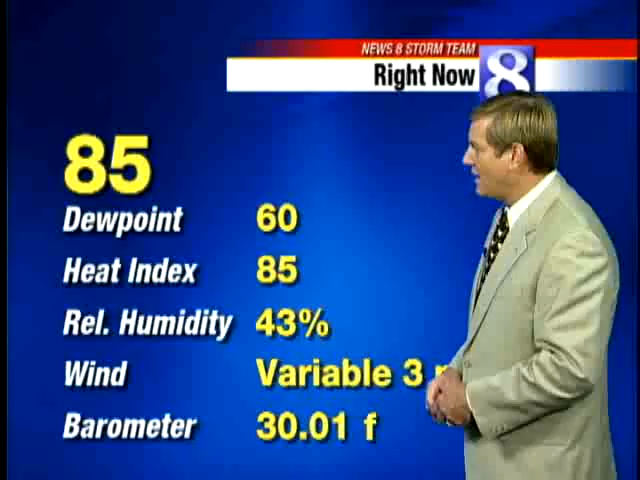 NEWS 8 STORM TEAM
Right Now
8
85
Dewpoint 60
Heat Index 85
Rel. Humidity 43%
Wind Variable 3
Barometer 30.01 f